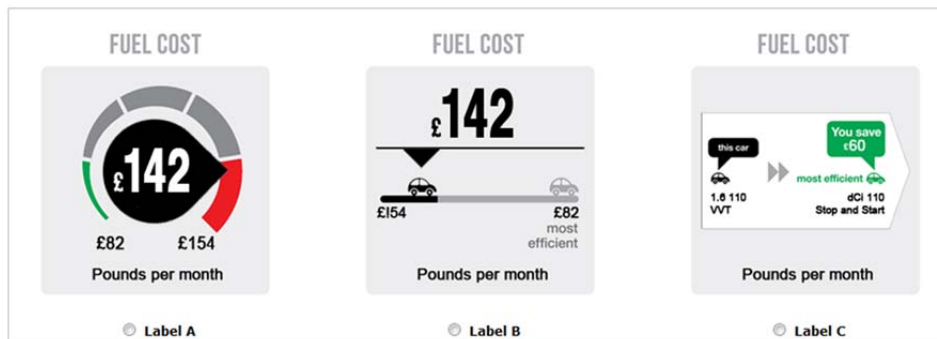 FUEL COST
£142
£82 £154
Pounds per month
Label A
FUEL COST
£142
£154 £82
most
efficient
Pounds per month
Label B
FUEL COST
You save
£60
this car
most efficient
1.6 110 dCi 110
VVT Stop and Start
Pounds per month
Label C